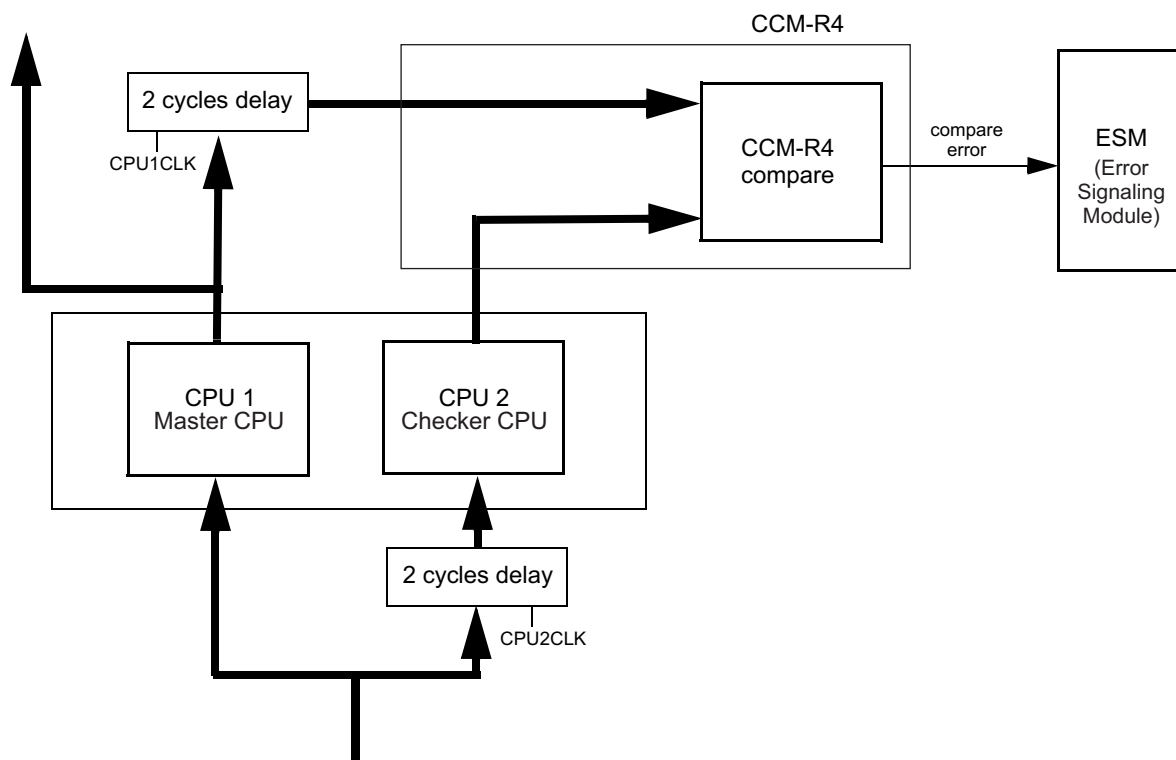 CCM-R4
2 cycles delay
CPU1CLK
CCM-R4
compare
compare
error
ESM
(Error
Signaling
Module)
CPU 1
Master CPU
CPU 2
Checker CPU
2 cycles delay
CPU2CLK